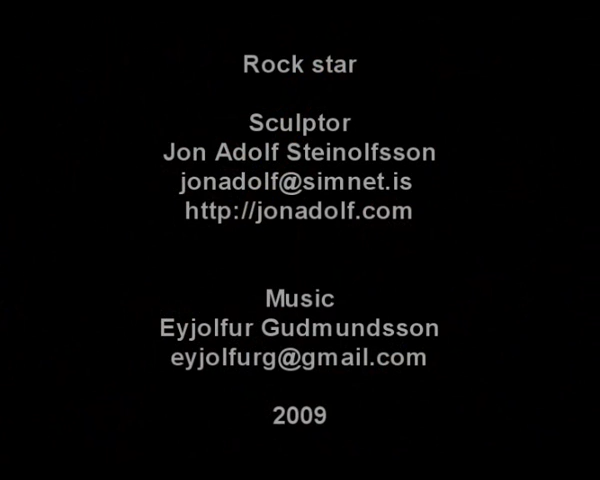 Rock star
Sculptor
Jon Adolf Steinolfsson
jonadolf@simnet.is
http://jonadolf.com
Music
Eyjolfur Gudmundsson
eyjolfurg@gmail.com
2009